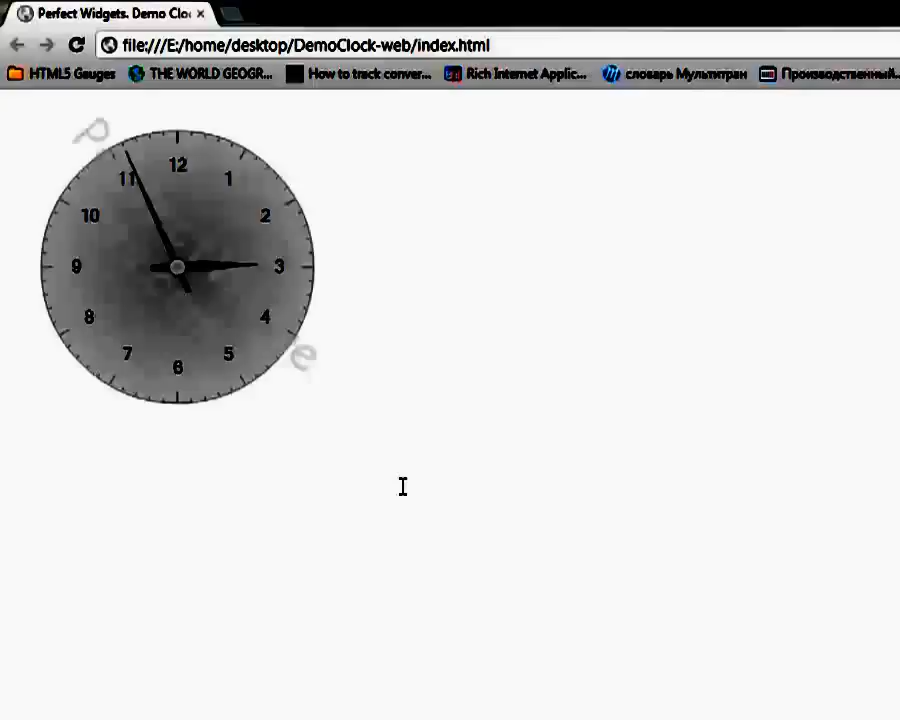 Perfect Widgets. Demo Clo
file:///E:/home/desktop/DemoClock-web/index.html
HTML5 Gauges THE WORLD GEOGR... How to track conver... Rich Internet Applic... словарь Мультитран Производственный...
P
12
11 1
10 2
9 3
8 4
e
7 5
6